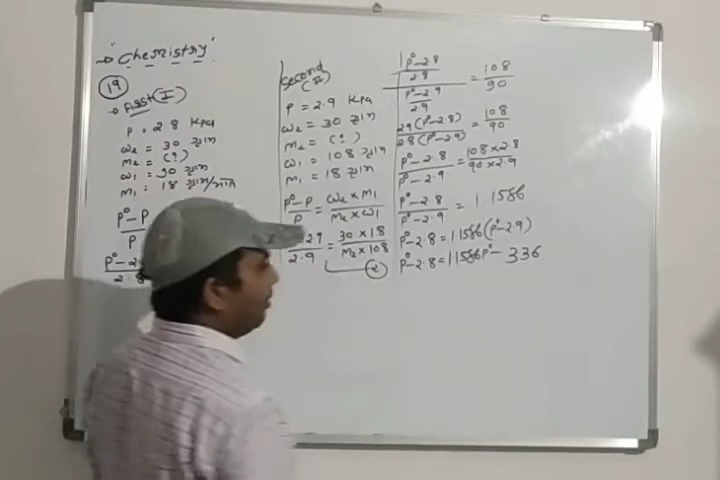 → "Chemistry"
19
→ First (I)
P = 2.8 Kpa
w₂ = 30 ग्राम
m₂ = (?)
w₁ = 90 ग्राम
m₁ = 18 ग्राम/मोल
P°-P / P
P°-2. / 2.8
Second (II)
P = 2.9 Kpa
w₂ = 30 ग्राम
m₂ = (?)
w₁ = 108 ग्राम
m₁ = 18 ग्राम
P°-P / P = w₂ × M₁ / M₂ × w₁
-2.9 / 2.9 = 30 × 18 / M₂ × 108
2
P°-2.8 / 2.8 / P°-2.9 / 2.9 = 108 / 90
29(P°-2.8) / 28(P°-2.9) = 108 / 90
P°-2.8 / P°-2.9 = 108×2.8 / 90×2.9
P°-2.8 / P°-2.9 = 1.1586
P°-2.8 = 1.1586(P°-2.9)
P°-2.8 = 1.1586P° - 336